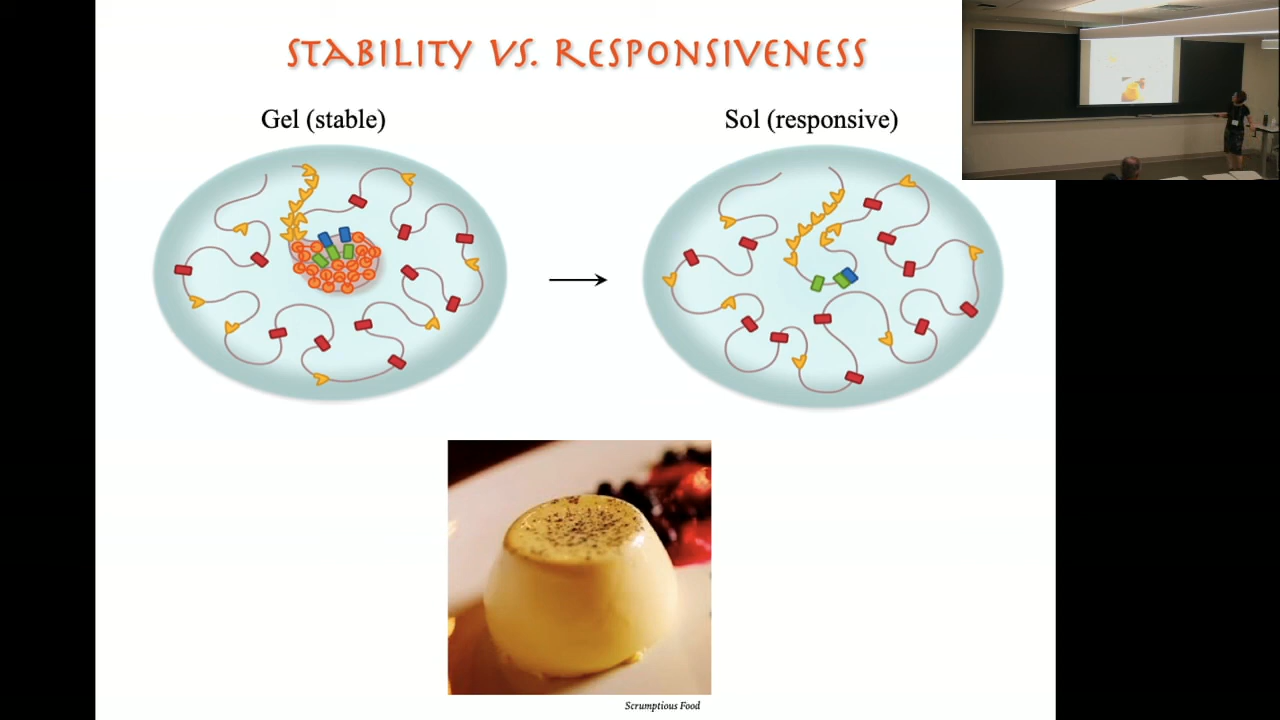 Stability vs. Responsiveness
Gel (stable)
Sol (responsive)
Scrumptious Food